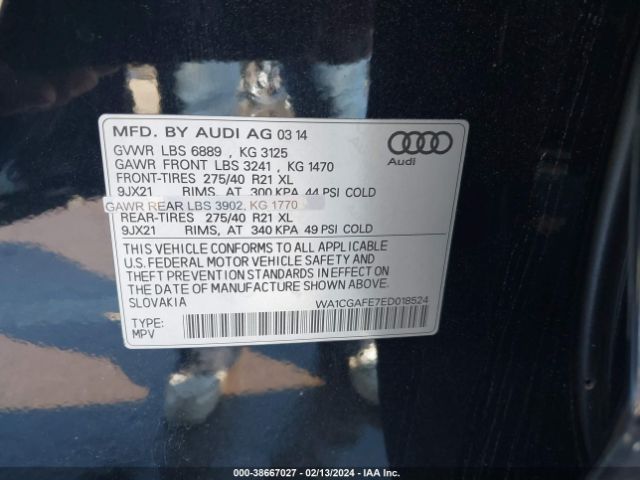 MFD. BY AUDI AG 03 14
GVWR LBS 6889 , KG 3125
GAWR FRONT LBS 3241 , KG 1470
FRONT-TIRES 275/40 R21 XL
9JX21 RIMS, AT 300 KPA 44 PSI COLD
GAWR REAR LBS 3902, KG 1770
REAR-TIRES 275/40 R21 XL
9JX21 RIMS, AT 340 KPA 49 PSI COLD
Audi
THIS VEHICLE CONFORMS TO ALL APPLICABLE
U.S. FEDERAL MOTOR VEHICLE SAFETY AND
THEFT PREVENTION STANDARDS IN EFFECT ON
THE DATE OF MANUFACTURE SHOWN ABOVE.
SLOVAKIA WA1CGAFE7ED018524
TYPE:
MPV
000-38667027 - 02/13/2024 - IAA Inc.